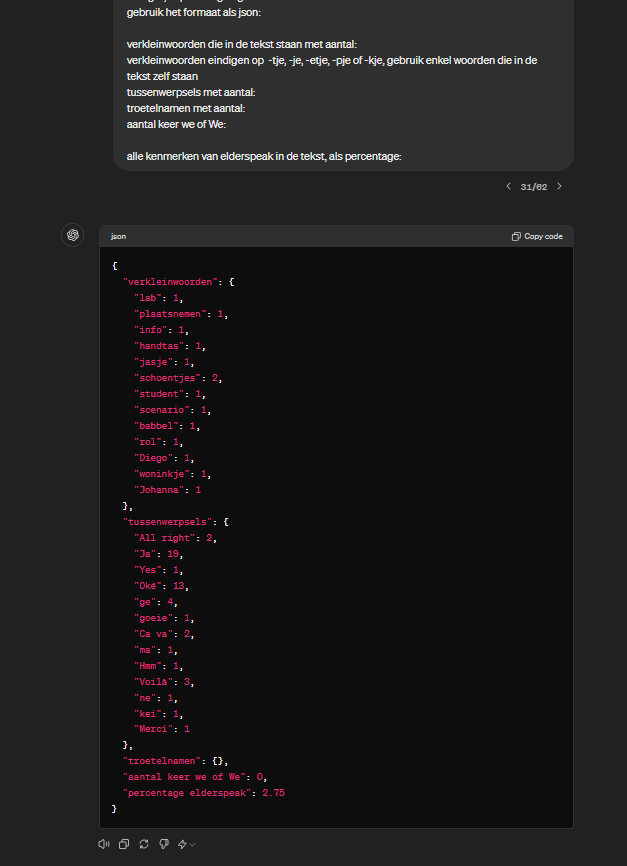 gebruik het formaat als json:
verkleinwoorden die in de tekst staan met aantal:
verkleinwoorden eindigen op -tje, -je, -etje, -pje of -kje, gebruik enkel woorden die in de
tekst zelf staan
tussenwerpsels met aantal:
troetelnamen met aantal:
aantal keer we of We:
alle kenmerken van elderspeak in de tekst, als percentage:
31/62
json
Copy code
{
"verkleinwoorden": {
"lab": 1,
"plaatsnemen": 1,
"info": 1,
"handtas": 1,
"jasje": 1,
"schoentjes": 2,
"student": 1,
"scenario": 1,
"babbel": 1,
"rol": 1,
"Diego": 1,
"woninkje": 1,
"Johanna": 1
},
"tussenwerpsels": {
"All right": 2,
"Ja": 19,
"Yes": 1,
"Oké": 13,
"ge": 4,
"goeie": 1,
"Ca va": 2,
"ma": 1,
"Hmm": 1,
"Voilà": 3,
"ne": 1,
"kei": 1,
"Merci": 1
},
"troetelnamen": {},
"aantal keer we of We": 0,
"percentage elderspeak": 2.75
}